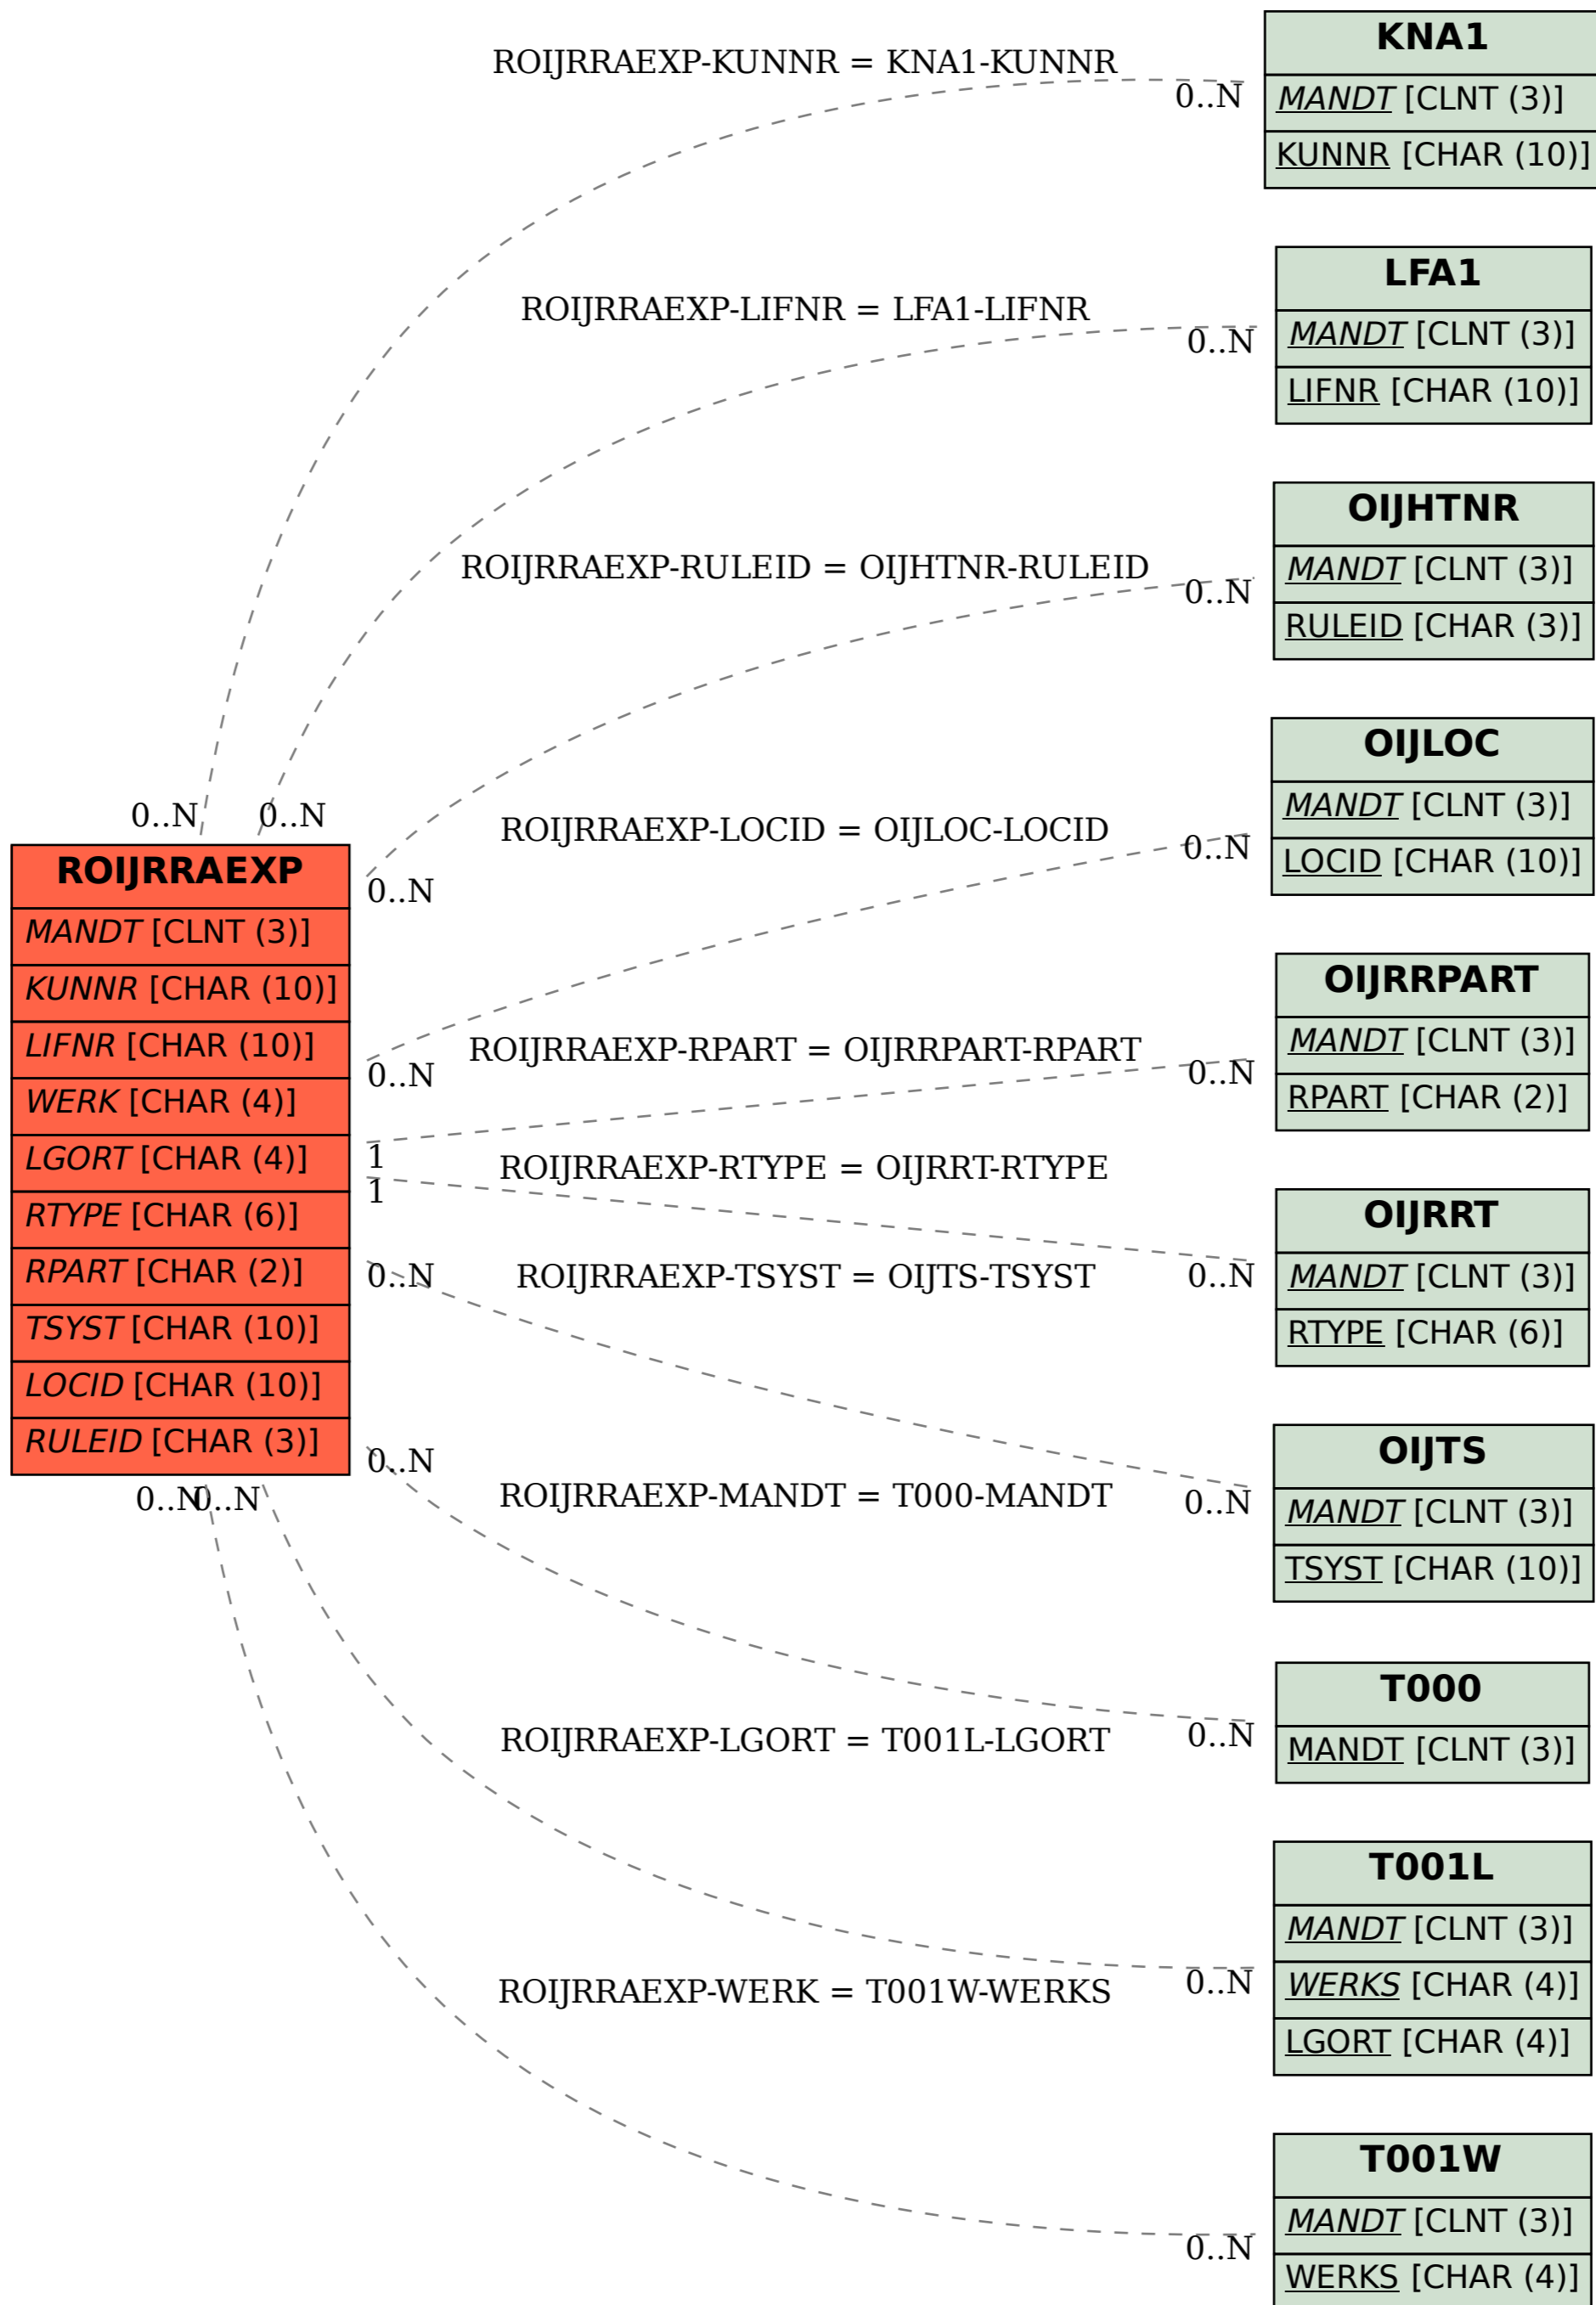 ROIJRRAEXP-KUNNR = KNA1-KUNNR
0..N
KNA1
MANDT [CLNT (3)]
KUNNR [CHAR (10)]
ROIJRRAEXP-LIFNR = LFA1-LIFNR
0..N
LFA1
MANDT [CLNT (3)]
LIFNR [CHAR (10)]
ROIJRRAEXP-RULEID = OIJHTNR-RULEID
0..N
OIJHTNR
MANDT [CLNT (3)]
RULEID [CHAR (3)]
0..N
0..N
0..N
ROIJRRAEXP-LOCID = OIJLOC-LOCID
0..N
OIJLOC
MANDT [CLNT (3)]
LOCID [CHAR (10)]
ROIJRRAEXP
MANDT [CLNT (3)]
KUNNR [CHAR (10)]
LIFNR [CHAR (10)]
WERK [CHAR (4)]
LGORT [CHAR (4)]
RTYPE [CHAR (6)]
RPART [CHAR (2)]
TSYST [CHAR (10)]
LOCID [CHAR (10)]
RULEID [CHAR (3)]
0..N
ROIJRRAEXP-RPART = OIJRRPART-RPART
0..N
OIJRRPART
MANDT [CLNT (3)]
RPART [CHAR (2)]
1
1
ROIJRRAEXP-RTYPE = OIJRRT-RTYPE
0..N
OIJRRT
MANDT [CLNT (3)]
RTYPE [CHAR (6)]
0..N
ROIJRRAEXP-TSYST = OIJTS-TSYST
0..N
OIJTS
MANDT [CLNT (3)]
TSYST [CHAR (10)]
0..N
0..N
0..N
ROIJRRAEXP-MANDT = T000-MANDT
0..N
T000
MANDT [CLNT (3)]
ROIJRRAEXP-LGORT = T001L-LGORT
0..N
T001L
MANDT [CLNT (3)]
WERKS [CHAR (4)]
LGORT [CHAR (4)]
ROIJRRAEXP-WERK = T001W-WERKS
0..N
T001W
MANDT [CLNT (3)]
WERKS [CHAR (4)]